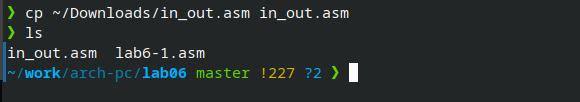 ❯ cp ~/Downloads/in_out.asm in_out.asm
❯ ls
in_out.asm  lab6-1.asm
~/work/arch-pc/lab06 master !227 ?2 ❯